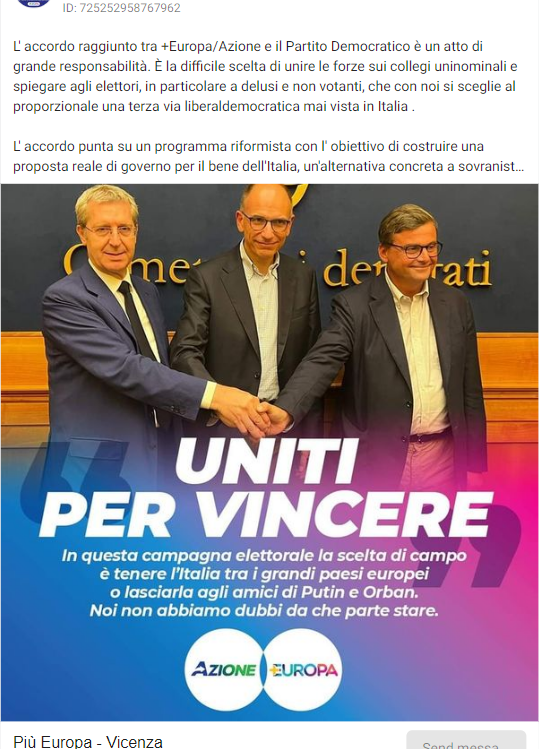 ID: 725252958767962
L' accordo raggiunto tra +Europa/Azione e il Partito Democratico è un atto di
grande responsabilità. È la difficile scelta di unire le forze sui collegi uninominali e
spiegare agli elettori, in particolare a delusi e non votanti, che con noi si sceglie al
proporzionale una terza via liberaldemocratica mai vista in Italia .
L' accordo punta su un programma riformista con l' obiettivo di costruire una
proposta reale di governo per il bene dell'Italia, un'alternativa concreta a sovranist...
UNITI
PER VINCERE
In questa campagna elettorale la scelta di campo
è tenere l'Italia tra i grandi paesi europei
o lasciarla agli amici di Putin e Orban.
Noi non abbiamo dubbi da che parte stare.
AZIONE +EUROPA
Più Europa - Vicenza
Send messa...